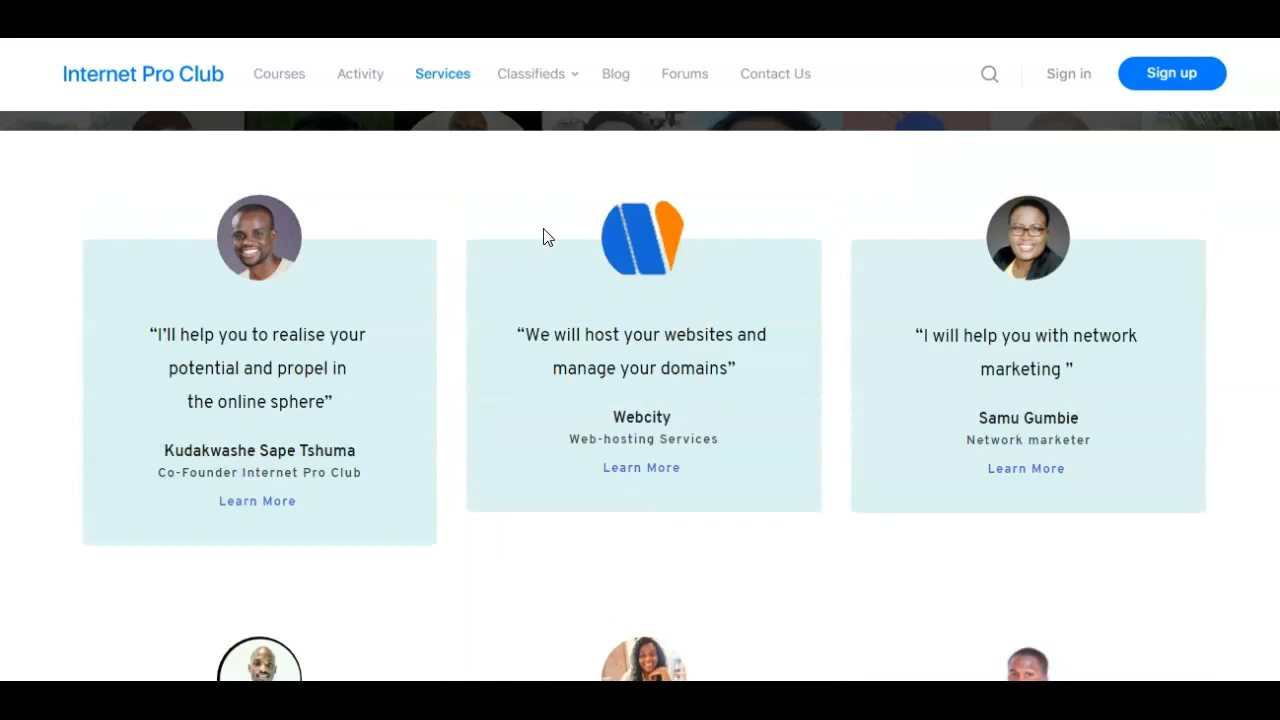 Internet Pro Club Courses Activity Services Classifieds Blog Forums Contact Us Sign in Sign up
“I’ll help you to realise your
potential and propel in
the online sphere”
Kudakwashe Sape Tshuma
Co-Founder Internet Pro Club
Learn More
“We will host your websites and
manage your domains”
Webcity
Web-hosting Services
Learn More
“I will help you with network
marketing ”
Samu Gumbie
Network marketer
Learn More